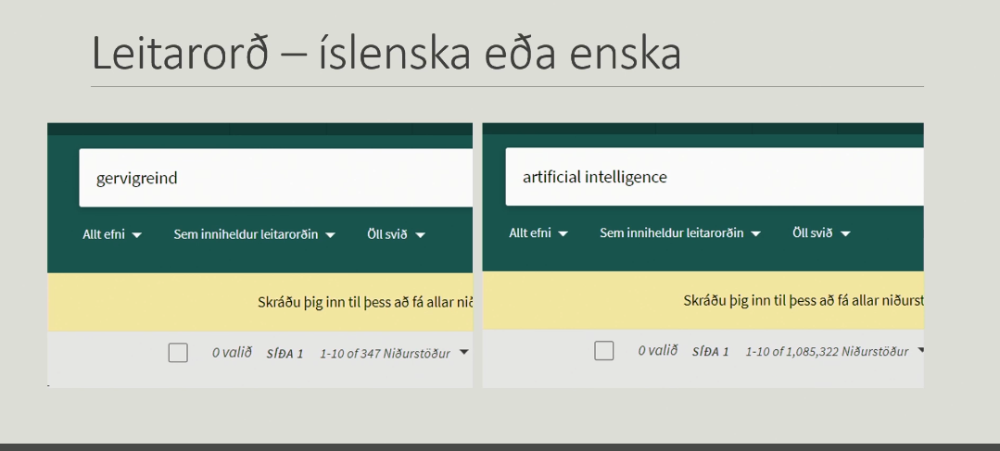 Leitarorð – íslenska eða enska
gervigreind
Allt efni Sem inniheldur leitarorðin Öll svið
Skráðu þig inn til þess að fá allar
0 valið SÍÐA 1 1-10 of 347 Niðurstöður
artificial intelligence
Allt efni Sem inniheldur leitarorðin Öll svið
Skráðu þig inn til þess að fá allar niðurst
0 valið SÍÐA 1 1-10 of 1,085,322 Niðurstöður